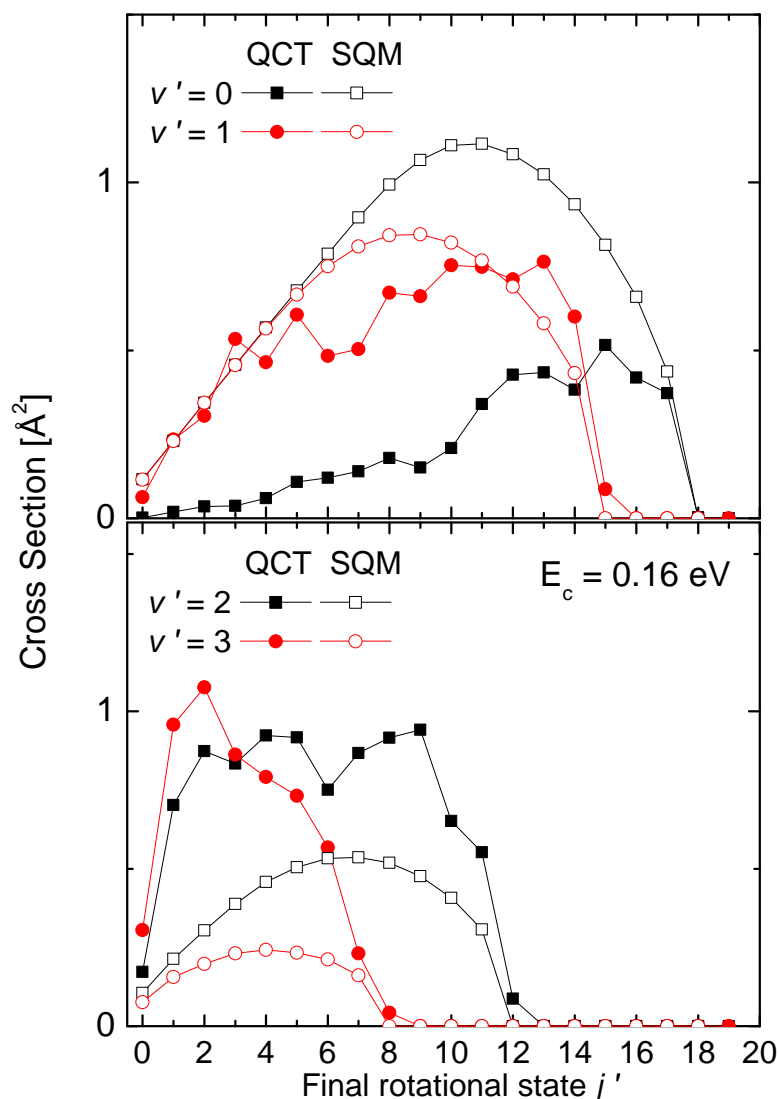 QCT SQM
v ' = 0
v ' = 1
1
0
Cross Section [Å²]
QCT SQM
v ' = 2
v ' = 3
E_c = 0.16 eV
1
0
0 2 4 6 8 10 12 14 16 18 20
Final rotational state j '